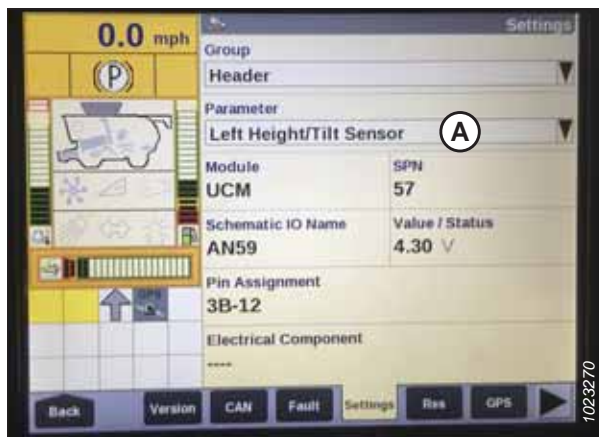 0.0 mph
(P)
Settings
Group
Header
Parameter
Left Height/Tilt Sensor
A
Module
UCM
SPN
57
Schematic IO Name
AN59
Value / Status
4.30 V
Pin Assignment
3B-12
Electrical Component
----
Back
Version
CAN
Fault
Settings
Res
GPS
1023270